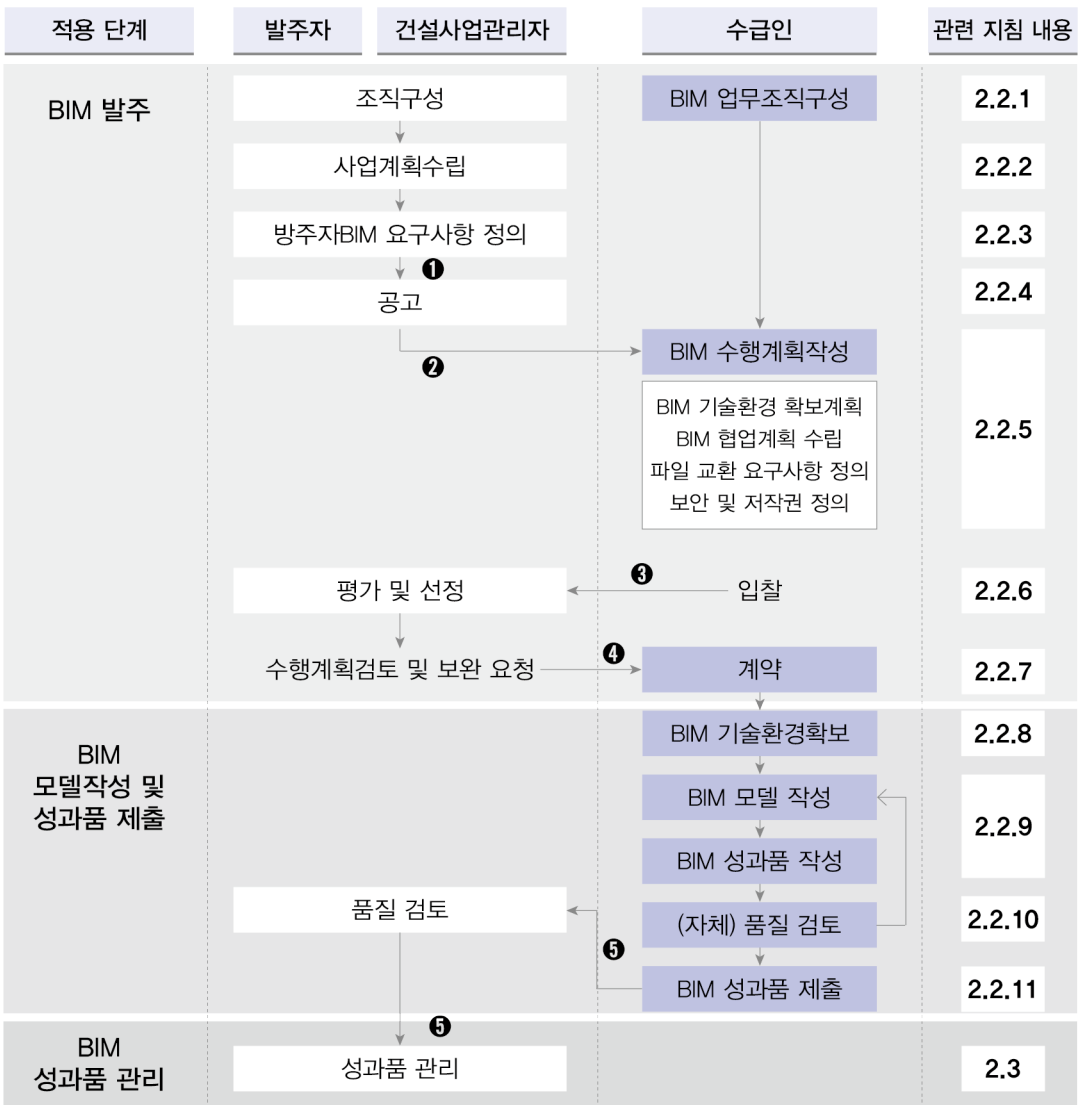 적용 단계 발주자 건설사업관리자 수급인 관련 지침 내용
BIM 발주
조직구성 BIM 업무조직구성 2.2.1
사업계획수립 2.2.2
방주자BIM 요구사항 정의 2.2.3
❶
공고 2.2.4
❷
BIM 수행계획작성
BIM 기술환경 확보계획
BIM 협업계획 수립
파일 교환 요구사항 정의
보안 및 저작권 정의
2.2.5
평가 및 선정 ❸ 입찰 2.2.6
수행계획검토 및 보완 요청 ❹ 계약 2.2.7
BIM
모델작성 및
성과품 제출
BIM 기술환경확보 2.2.8
BIM 모델 작성
BIM 성과품 작성
2.2.9
품질 검토 (자체) 품질 검토 2.2.10
❺
BIM 성과품 제출 2.2.11
❺
BIM
성과품 관리
성과품 관리 2.3